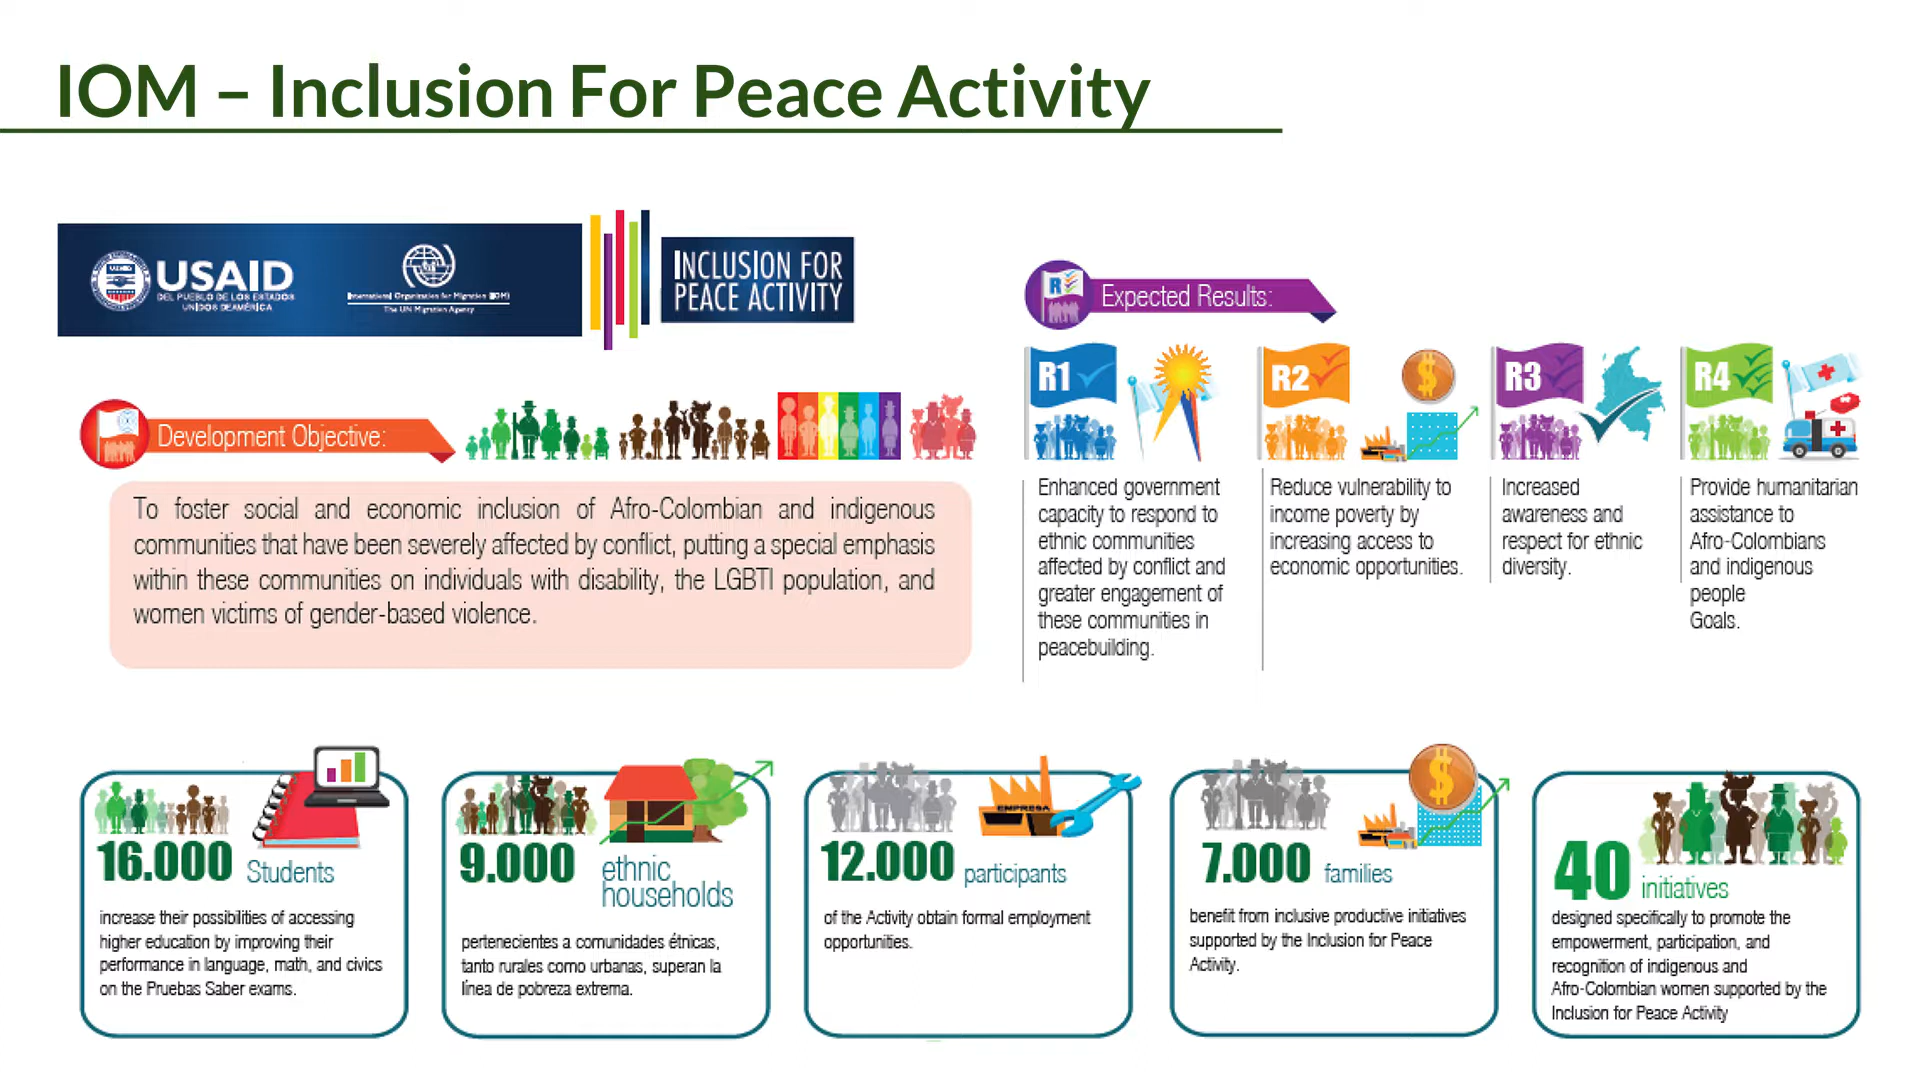 IOM – Inclusion For Peace Activity
USAID
DEL PUEBLO DE LOS ESTADOS
UNIDOS DE AMÉRICA
International Organization for Migration (IOM)
The UN Migration Agency
INCLUSION FOR
PEACE ACTIVITY
Development Objective:
To foster social and economic inclusion of Afro-Colombian and indigenous
communities that have been severely affected by conflict, putting a special emphasis
within these communities on individuals with disability, the LGBTI population, and
women victims of gender-based violence.
R
Expected Results:
R1
Enhanced government
capacity to respond to
ethnic communities
affected by conflict and
greater engagement of
these communities in
peacebuilding.
R2
Reduce vulnerability to
income poverty by
increasing access to
economic opportunities.
R3
Increased
awareness and
respect for ethnic
diversity.
R4
Provide humanitarian
assistance to
Afro-Colombians
and indigenous
people
Goals.
16.000 Students
increase their possibilities of accessing
higher education by improving their
performance in language, math, and civics
on the Pruebas Saber exams.
9.000 ethnic
households
pertenecientes a comunidades étnicas,
tanto rurales como urbanas, superan la
línea de pobreza extrema.
EMPRESA
12.000 participants
of the Activity obtain formal employment
opportunities.
7.000 families
benefit from inclusive productive initiatives
supported by the Inclusion for Peace
Activity.
40 initiatives
designed specifically to promote the
empowerment, participation, and
recognition of indigenous and
Afro-Colombian women supported by the
Inclusion for Peace Activity